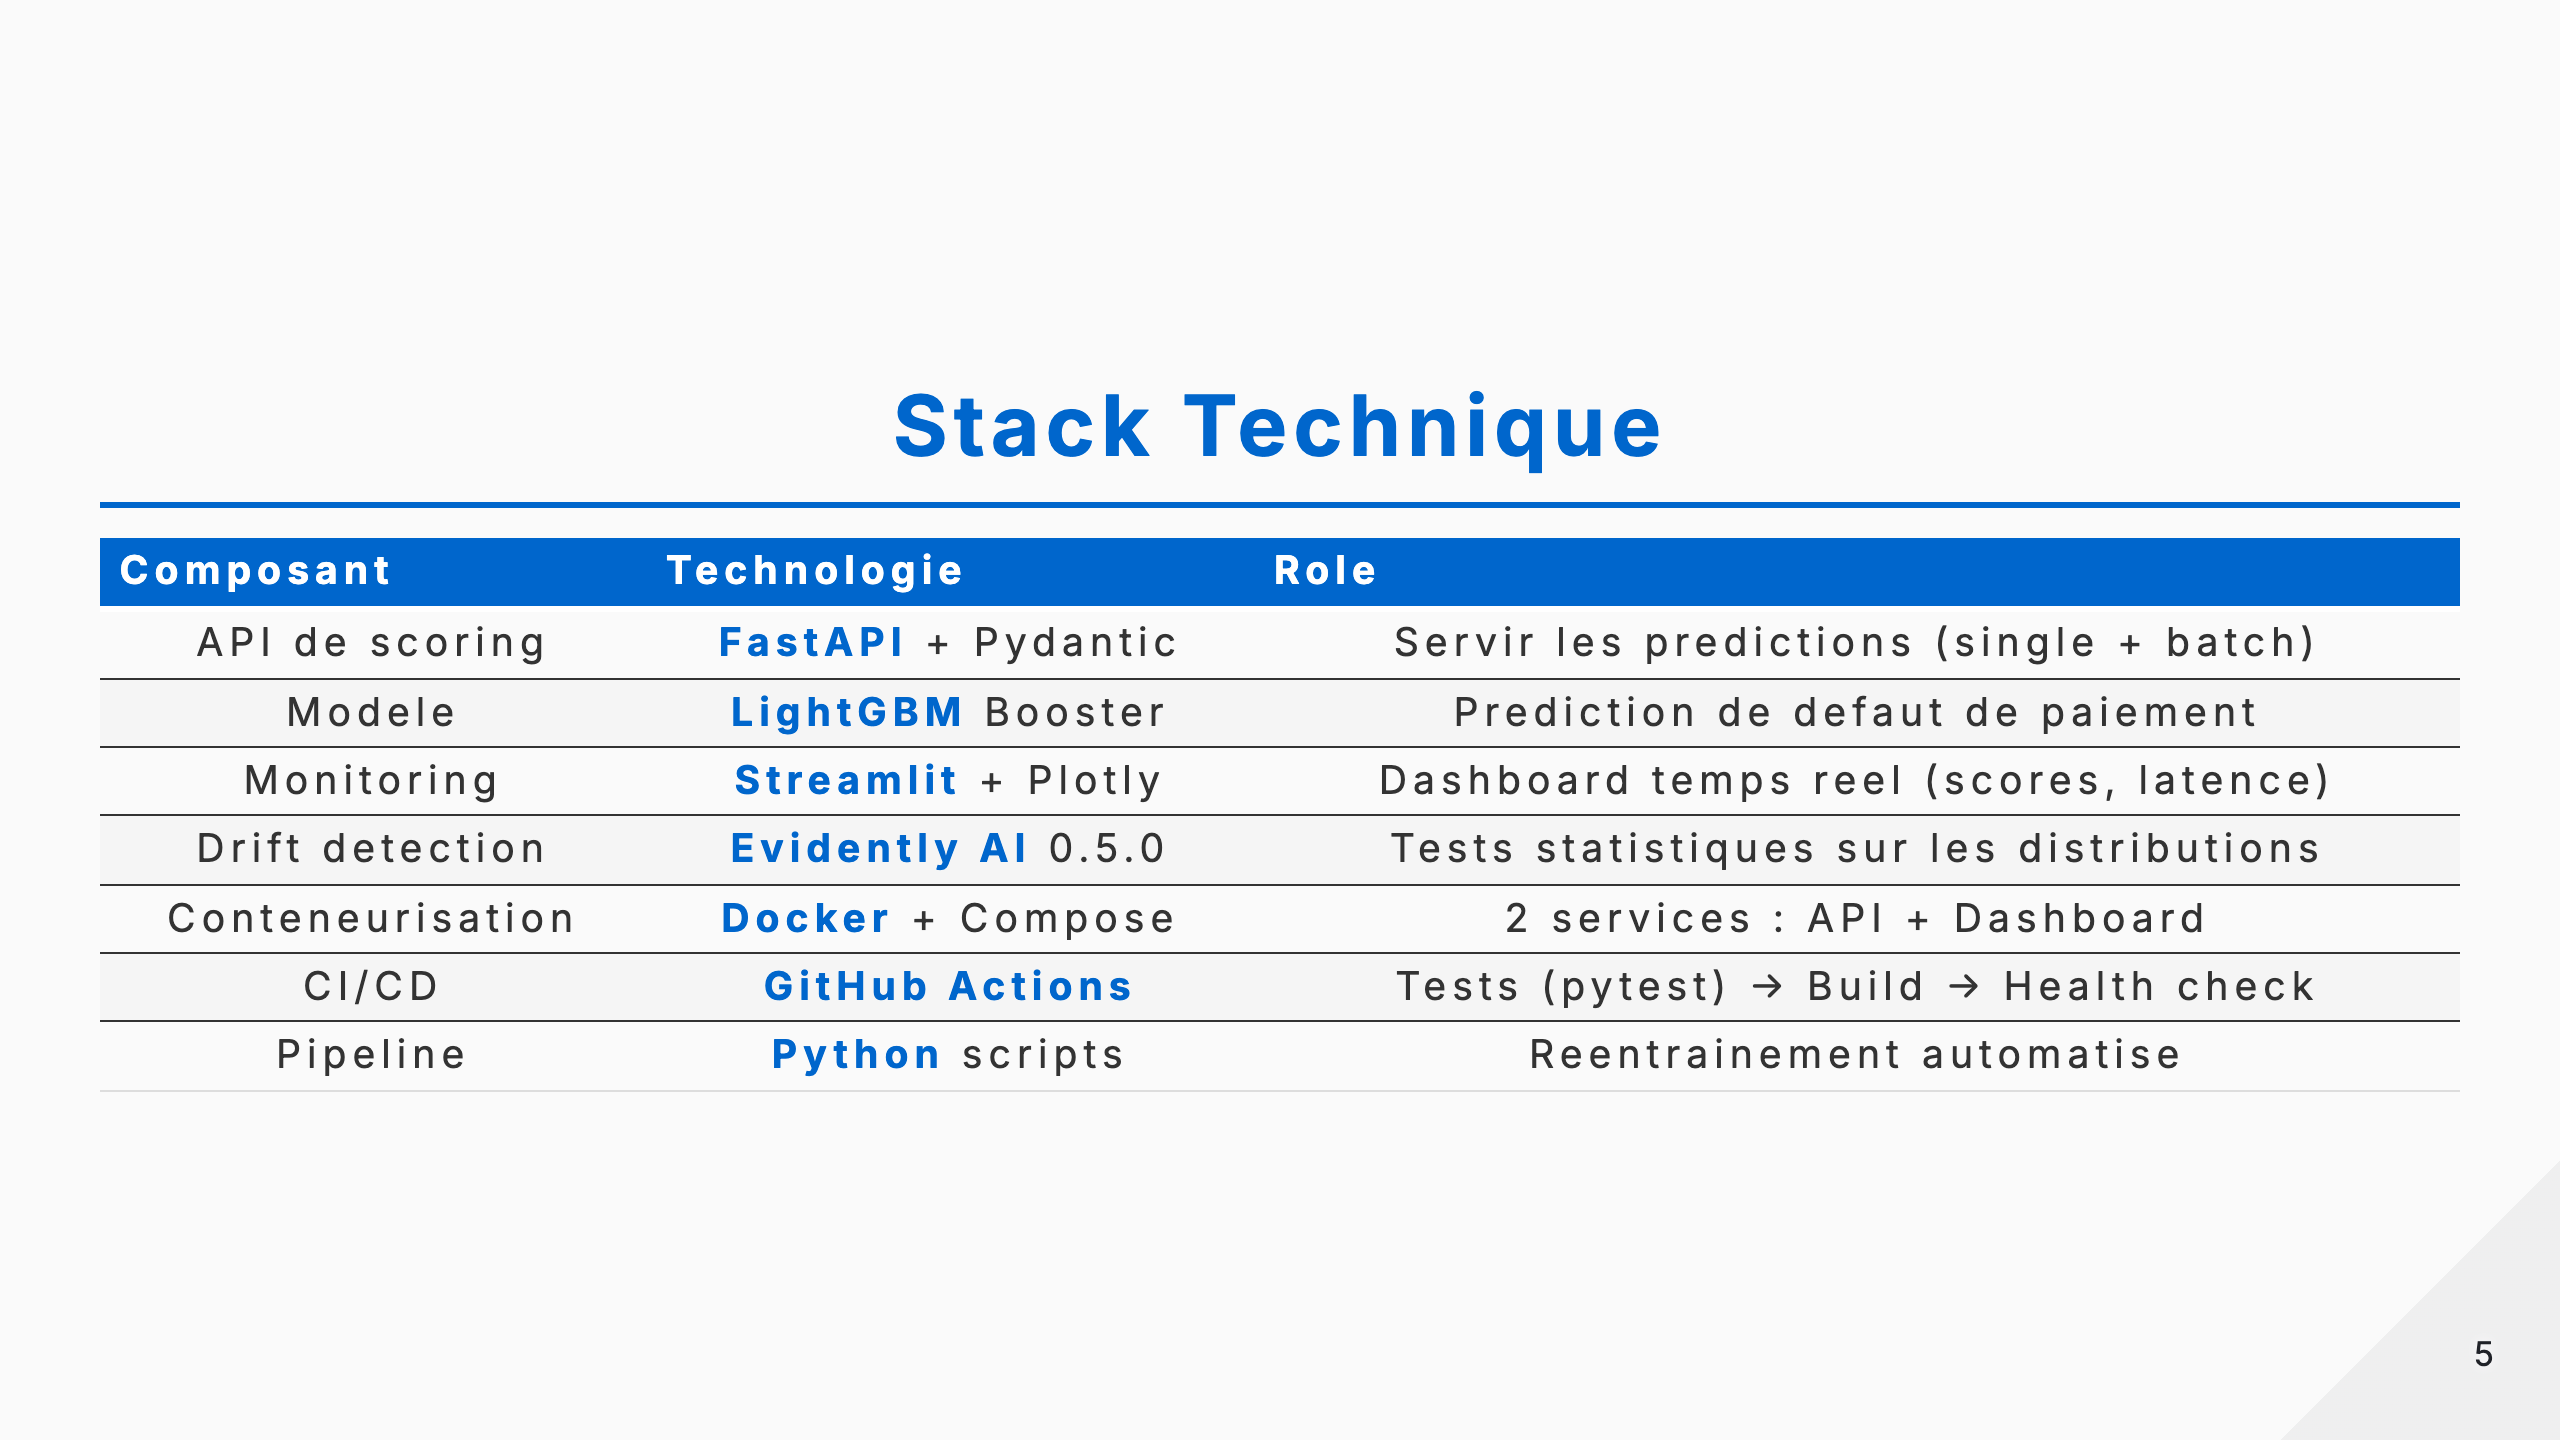 Stack Technique
Composant Technologie Role
API de scoring FastAPI + Pydantic Servir les predictions (single + batch)
Modele LightGBM Booster Prediction de defaut de paiement
Monitoring Streamlit + Plotly Dashboard temps reel (scores, latence)
Drift detection Evidently AI 0.5.0 Tests statistiques sur les distributions
Conteneurisation Docker + Compose 2 services : API + Dashboard
CI/CD GitHub Actions Tests (pytest) → Build → Health check
Pipeline Python scripts Reentrainement automatise
5